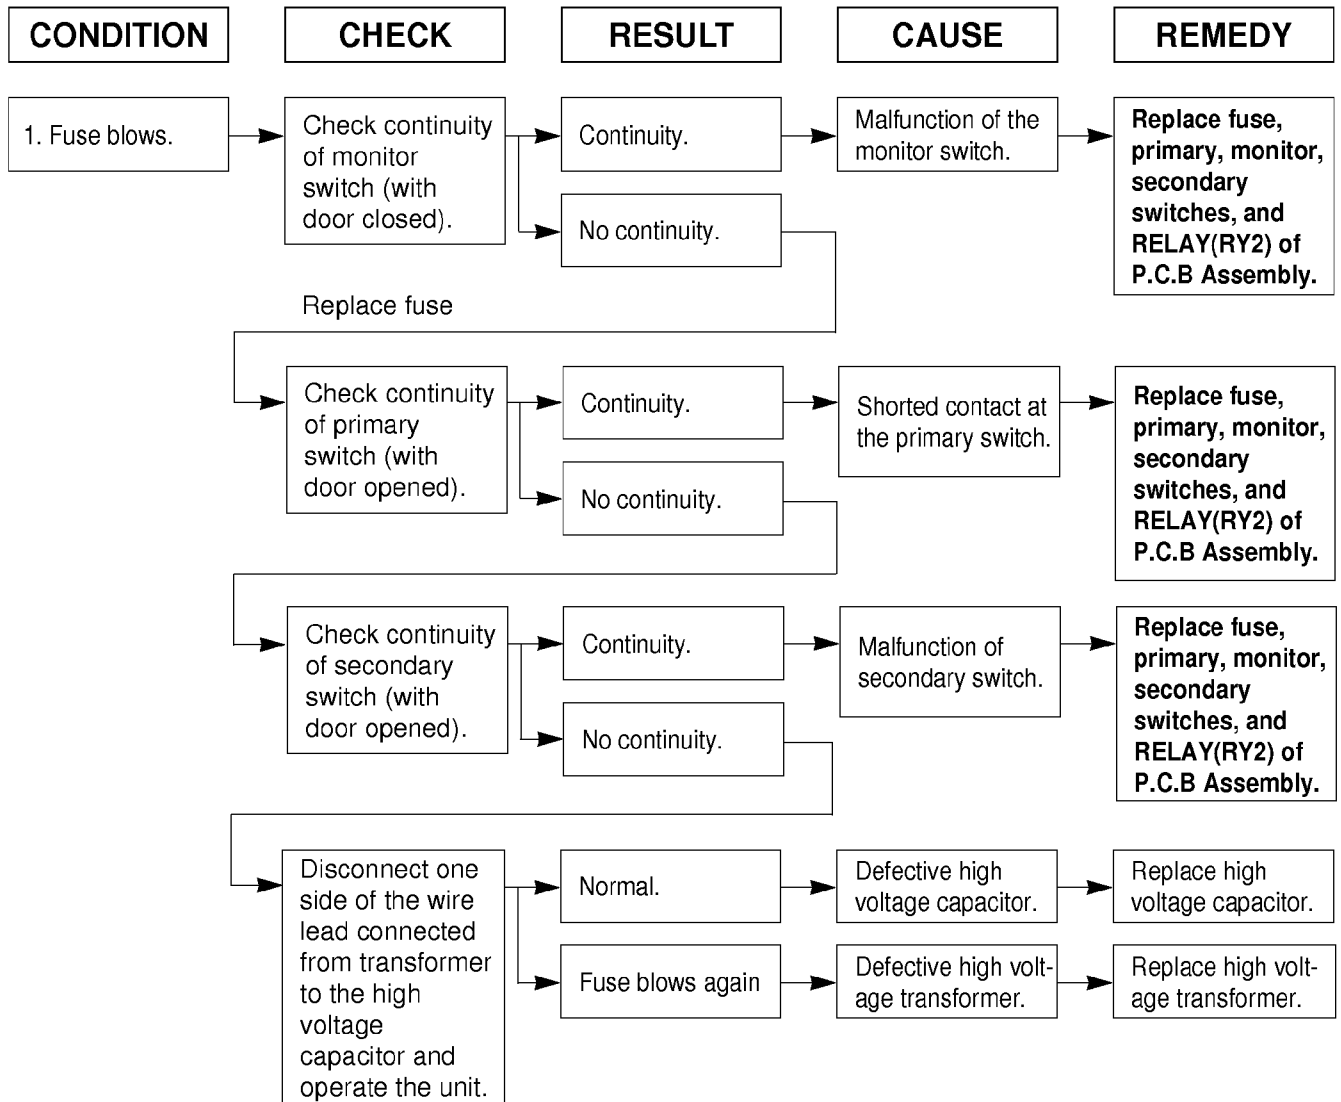 CONDITION
CHECK
RESULT
CAUSE
REMEDY
1. Fuse blows.
Check continuity
of monitor
switch (with
door closed).
Continuity.
Malfunction of the
monitor switch.
Replace fuse,
primary, monitor,
secondary
switches, and
RELAY(RY2) of
P.C.B Assembly.
No continuity.
Replace fuse
Check continuity
of primary
switch (with
door opened).
Continuity.
Shorted contact at
the primary switch.
Replace fuse,
primary, monitor,
secondary
switches, and
RELAY(RY2) of
P.C.B Assembly.
No continuity.
Check continuity
of secondary
switch (with
door opened).
Continuity.
Malfunction of
secondary switch.
Replace fuse,
primary, monitor,
secondary
switches, and
RELAY(RY2) of
P.C.B Assembly.
No continuity.
Disconnect one
side of the wire
lead connected
from transformer
to the high
voltage
capacitor and
operate the unit.
Normal.
Defective high
voltage capacitor.
Replace high
voltage capacitor.
Fuse blows again
Defective high volt-
age transformer.
Replace high volt-
age transformer.